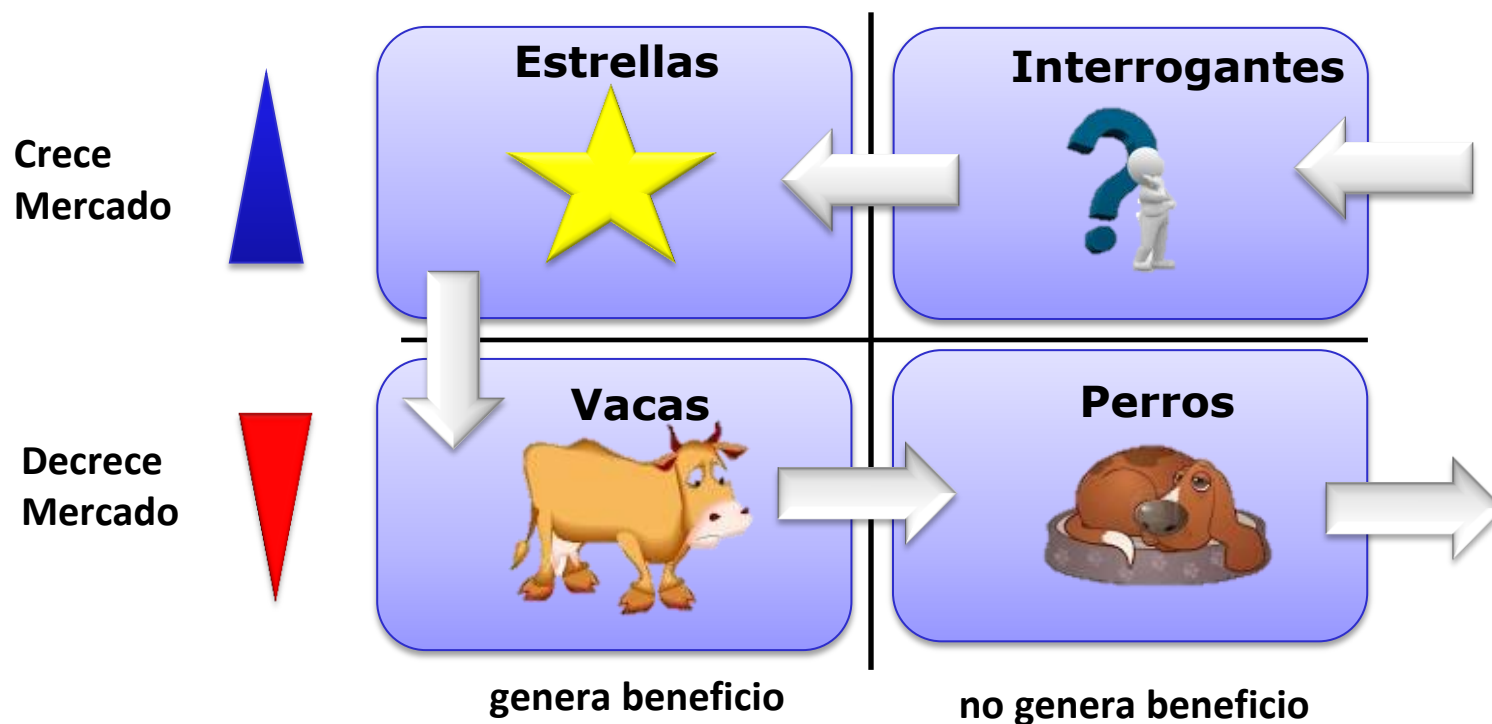 Estrellas
Interrogantes
Crece
Mercado
Vacas
Perros
Decrece
Mercado
genera beneficio
no genera beneficio